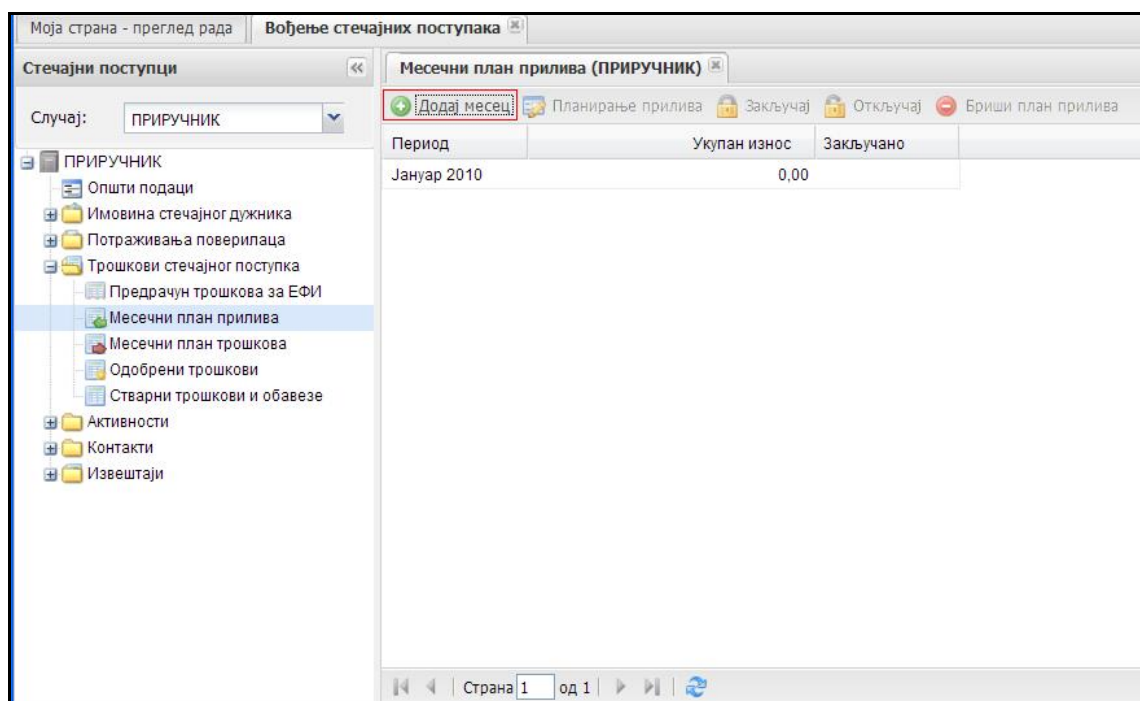 Моја страна - преглед рада
Вођење стечајних поступака
Стечајни поступци
Случај: ПРИРУЧНИК
ПРИРУЧНИК
Општи подаци
Имовина стечајног дужника
Потраживања поверилаца
Трошкови стечајног поступка
Предрачун трошкова за ЕФИ
Месечни план прилива
Месечни план трошкова
Одобрени трошкови
Стварни трошкови и обавезе
Активности
Контакти
Извештаји
Месечни план прилива (ПРИРУЧНИК)
Додај месец Планирање прилива Закључај Откључај Бриши план прилива
Период Укупан износ Закључано
Јануар 2010 0,00
Страна 1 од 1